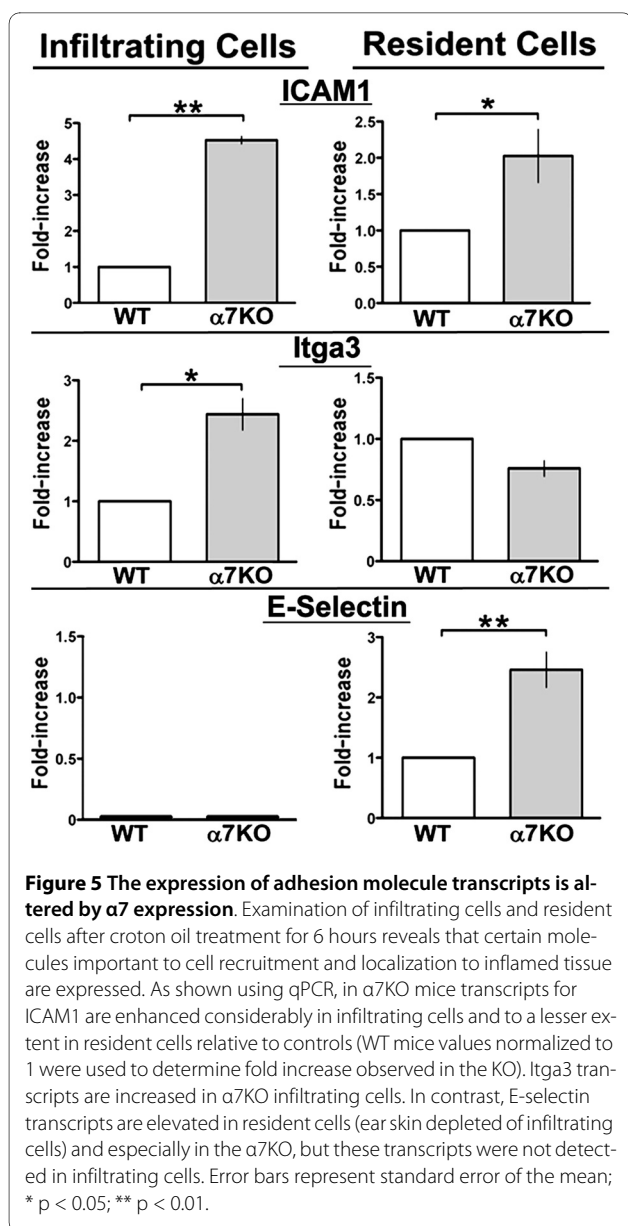 Infiltrating Cells
Resident Cells
ICAM1
**
Fold-increase
5
4
3
2
1
0
WT
α7KO
*
Fold-increase
2.5
2.0
1.5
1.0
0.5
0.0
WT
α7KO
Itga3
*
Fold-increase
3
2
1
0
WT
α7KO
Fold-increase
1.5
1.0
0.5
0
WT
α7KO
E-Selectin
Fold-increase
1.5
1.0
0.5
0
WT
α7KO
**
Fold-increase
3
2
1
0
WT
α7KO
Figure 5 The expression of adhesion molecule transcripts is al-
tered by α7 expression. Examination of infiltrating cells and resident
cells after croton oil treatment for 6 hours reveals that certain mole-
cules important to cell recruitment and localization to inflamed tissue
are expressed. As shown using qPCR, in α7KO mice transcripts for
ICAM1 are enhanced considerably in infiltrating cells and to a lesser ex-
tent in resident cells relative to controls (WT mice values normalized to
1 were used to determine fold increase observed in the KO). Itga3 tran-
scripts are increased in α7KO infiltrating cells. In contrast, E-selectin
transcripts are elevated in resident cells (ear skin depleted of infiltrating
cells) and especially in the α7KO, but these transcripts were not detect-
ed in infiltrating cells. Error bars represent standard error of the mean;
* p < 0.05; ** p < 0.01.